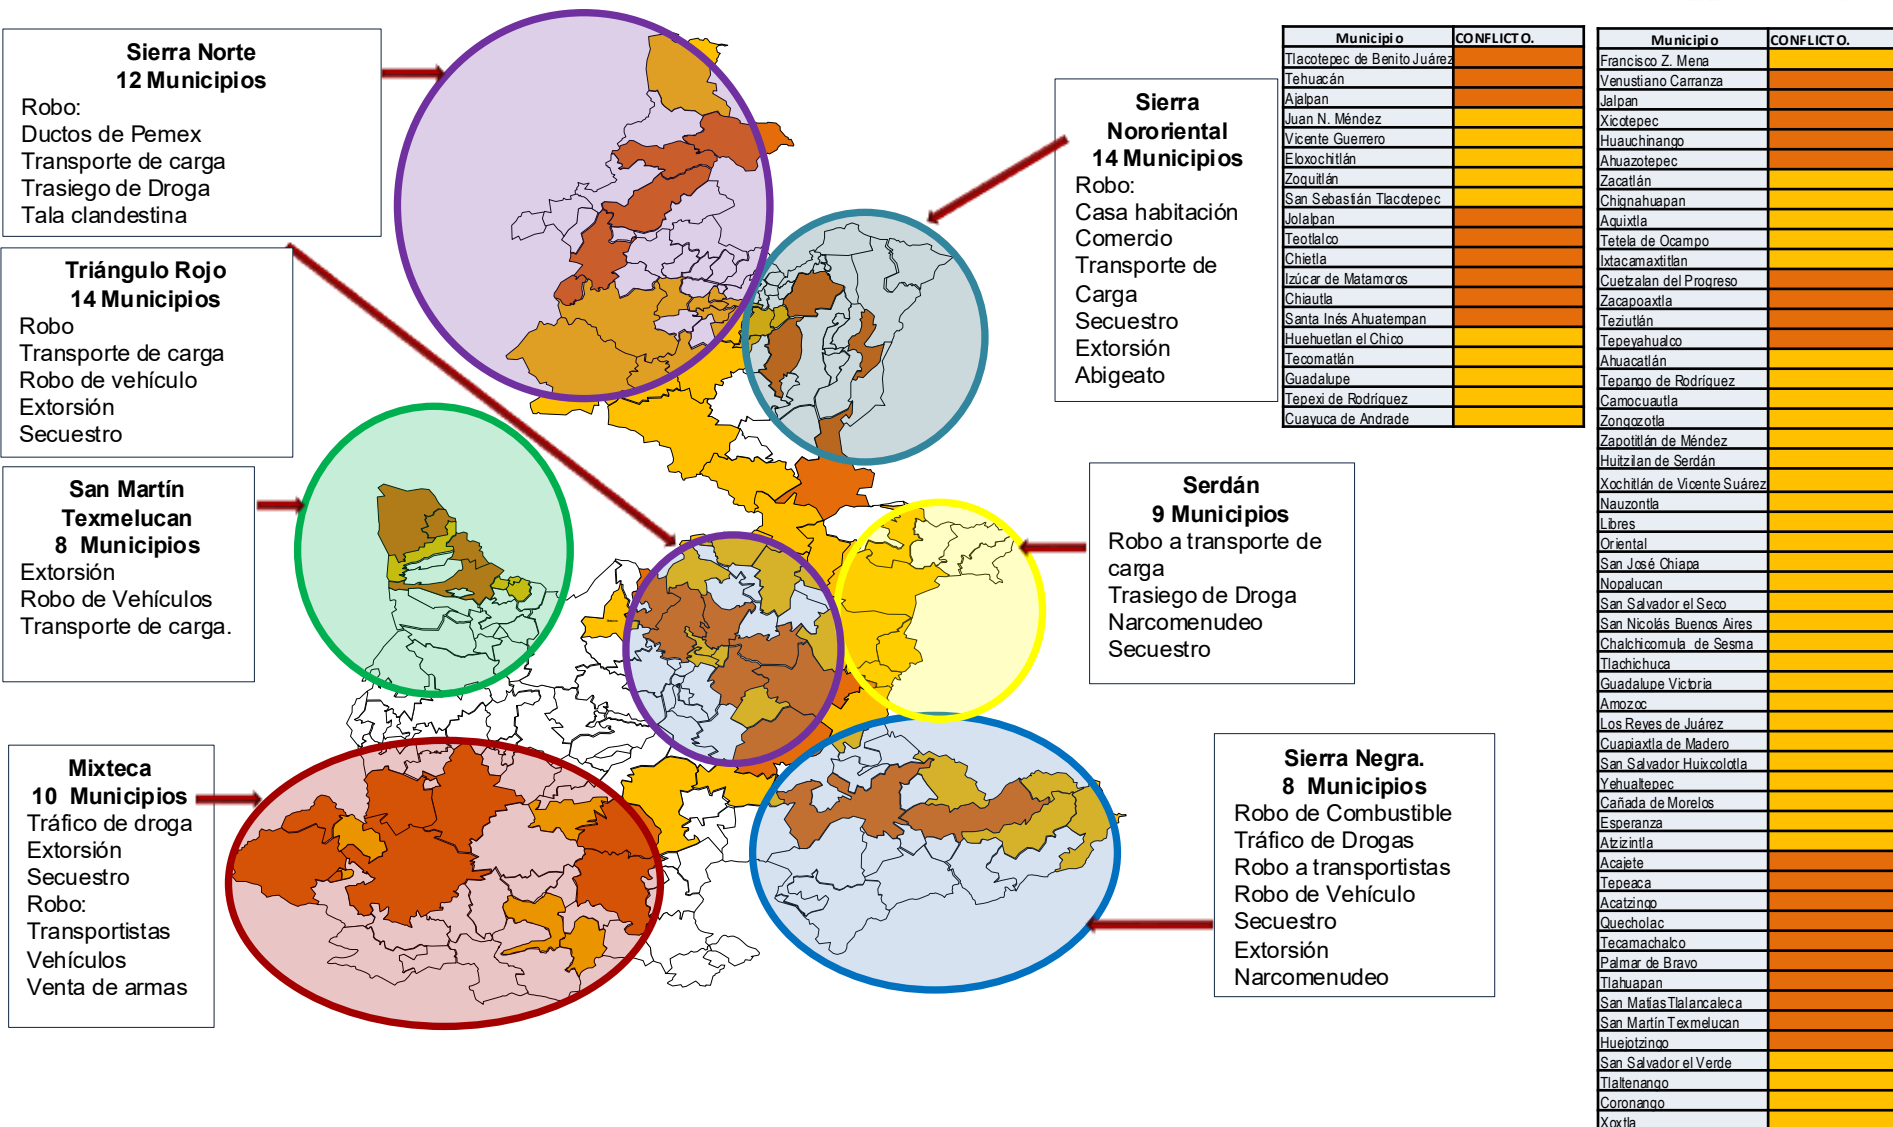 Sierra Norte
12 Municipios
Robo:
Ductos de Pemex
Transporte de carga
Trasiego de Droga
Tala clandestina
Triángulo Rojo
14 Municipios
Robo
Transporte de carga
Robo de vehículo
Extorsión
Secuestro
San Martín
Texmelucan
8 Municipios
Extorsión
Robo de Vehículos
Transporte de carga.
Mixteca
10 Municipios
Tráfico de droga
Extorsión
Secuestro
Robo:
Transportistas
Vehículos
Venta de armas
Sierra
Nororiental
14 Municipios
Robo:
Casa habitación
Comercio
Transporte de
Carga
Secuestro
Extorsión
Abigeato
Serdán
9 Municipios
Robo a transporte de
carga
Trasiego de Droga
Narcomenudeo
Secuestro
Sierra Negra.
8 Municipios
Robo de Combustible
Tráfico de Drogas
Robo a transportistas
Robo de Vehículo
Secuestro
Extorsión
Narcomenudeo
Municipio CONFLICTO.
Tlacotepec de Benito Juárez
Tehuacán
Ajalpan
Juan N. Méndez
Vicente Guerrero
Eloxochitlán
Zoquitlán
San Sebastián Tlacotepec
Jolalpan
Teotlalco
Chietla
Izúcar de Matamoros
Chiautla
Santa Inés Ahuatempan
Huehuetlan el Chico
Tecomatlán
Guadalupe
Tepexi de Rodríguez
Cuayuca de Andrade
Municipio CONFLICTO.
Francisco Z. Mena
Venustiano Carranza
Jalpan
Xicotepec
Huauchinango
Ahuazotepec
Zacatlán
Chignahuapan
Aquixtla
Tetela de Ocampo
Ixtacamaxtitlan
Cuetzalan del Progreso
Zacapoaxtla
Teziutlán
Tepeyahualco
Ahuacatlán
Tepango de Rodríguez
Camocuautla
Zongozotla
Zapotitlán de Méndez
Huitzilan de Serdán
Xochitlán de Vicente Suárez
Nauzontla
Libres
Oriental
San José Chiapa
Nopalucan
San Salvador el Seco
San Nicolás Buenos Aires
Chalchicomula de Sesma
Tlachichuca
Guadalupe Victoria
Amozoc
Los Reyes de Juárez
Cuapiaxtla de Madero
San Salvador Huixcolotla
Yehualtepec
Cañada de Morelos
Esperanza
Atzizintla
Acajete
Tepeaca
Acatzingo
Quecholac
Tecamachalco
Palmar de Bravo
Tlahuapan
San Matías Tlalancaleca
San Martín Texmelucan
Huejotzingo
San Salvador el Verde
Tlaltenango
Coronango
Xoxtla